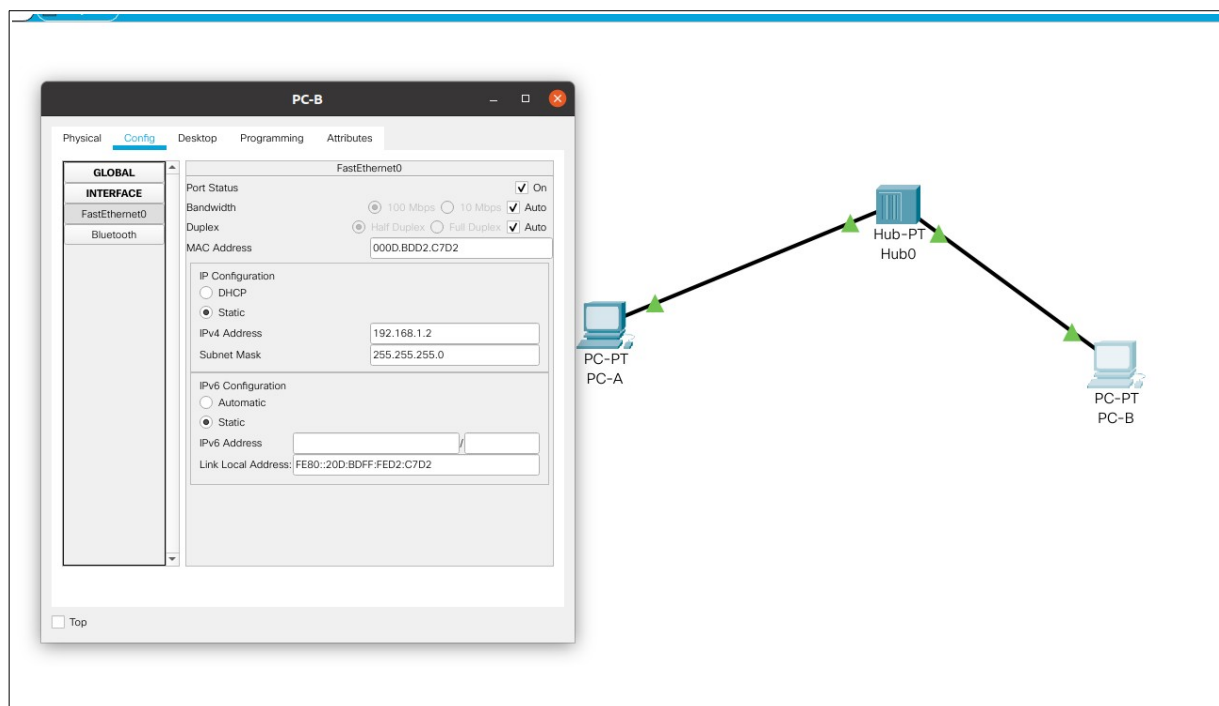 PC-B
Physical Config Desktop Programming Attributes
GLOBAL
INTERFACE
FastEthernet0
Bluetooth
FastEthernet0
Port Status On
Bandwidth 100 Mbps 10 Mbps Auto
Duplex Half Duplex Full Duplex Auto
MAC Address 000D.BDD2.C7D2
IP Configuration
DHCP
Static
IPv4 Address 192.168.1.2
Subnet Mask 255.255.255.0
IPv6 Configuration
Automatic
Static
IPv6 Address /
Link Local Address: FE80::20D:BDFF:FED2:C7D2
Top
Hub-PT
Hub0
PC-PT
PC-A
PC-PT
PC-B